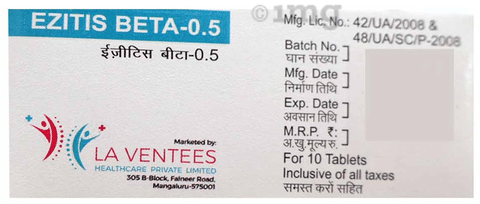 EZITIS BETA-0.5
ईज़ीटिस बीटा-0.5
Marketed by:
LA VENTEES
HEALTHCARE PRIVATE LIMITED
305 B-Block, Falneer Road,
Mangaluru-575001
1mg
Mfg. Lic. No.: 42/UA/2008 &
48/UA/SC/P-2008
Batch No.
घान संख्या
Mfg. Date
निर्माण तिथि
Exp. Date
अवसान तिथि
M.R.P. ₹:
अ.खु.मूल्यरु.
For 10 Tablets
Inclusive of all taxes
समस्त करों सहित